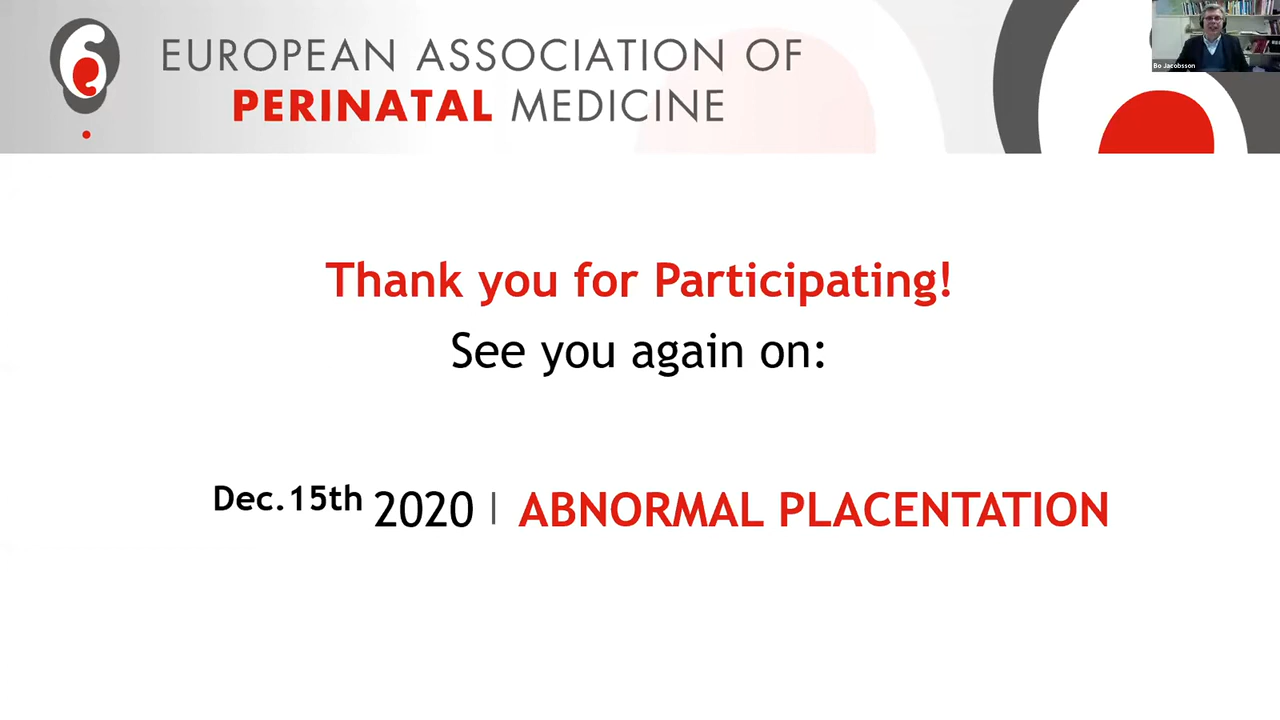 EUROPEAN ASSOCIATION OF
PERINATAL MEDICINE
Bo Jacobsson
Thank you for Participating!
See you again on:
Dec.15th 2020 | ABNORMAL PLACENTATION